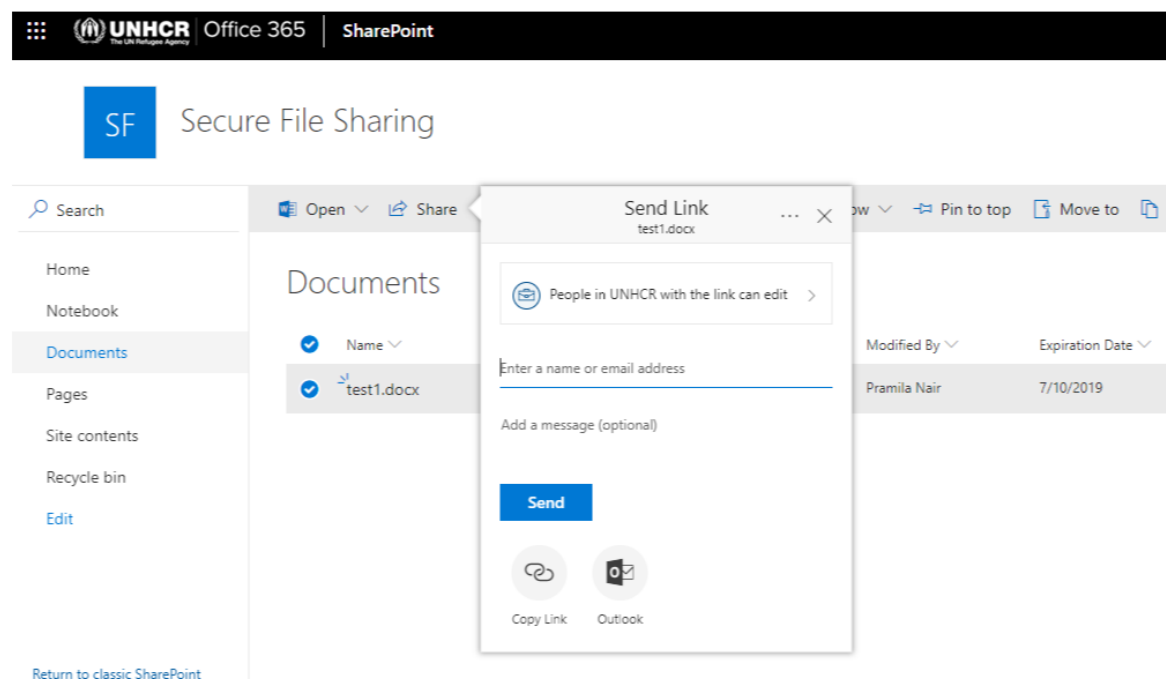 UNHCR
The UN Refugee Agency
Office 365
SharePoint
SF
Secure File Sharing
Search
Open
Share
Send Link
test1.docx
ow
Pin to top
Move to
Home
Notebook
Documents
Pages
Site contents
Recycle bin
Edit
Return to classic SharePoint
Documents
Name
Modified By
Expiration Date
test1.docx
Pramila Nair
7/10/2019
People in UNHCR with the link can edit
Enter a name or email address
Add a message (optional)
Send
Copy Link
Outlook